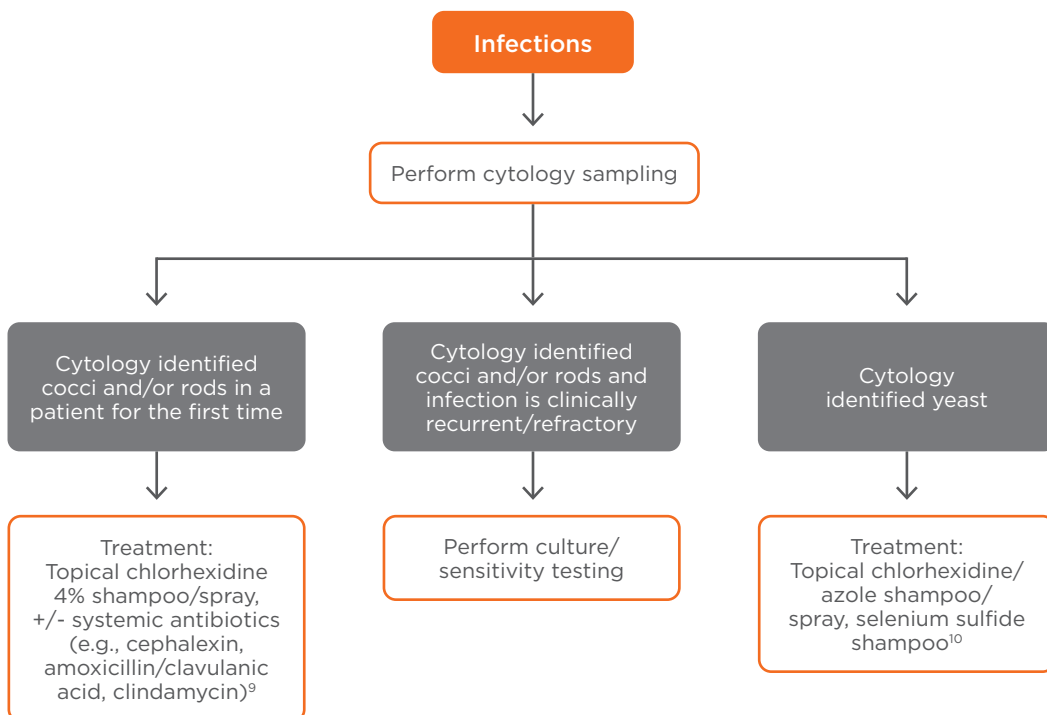 Infections
Perform cytology sampling
Cytology identified
cocci and/or rods in a
patient for the first time
Cytology identified
cocci and/or rods and
infection is clinically
recurrent/refractory
Cytology
identified yeast
Treatment:
Topical chlorhexidine
4% shampoo/spray,
+/- systemic antibiotics
(e.g., cephalexin,
amoxicillin/clavulanic
acid, clindamycin)⁹
Perform culture/
sensitivity testing
Treatment:
Topical chlorhexidine/
azole shampoo/
spray, selenium sulfide
shampoo¹⁰